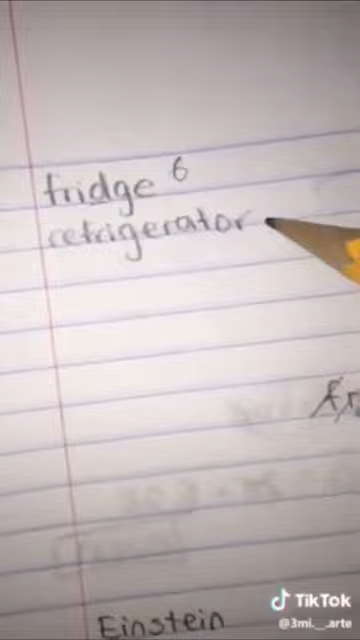 fridge 6
refrigerator
Einstein
TikTok
@3mi._.arte